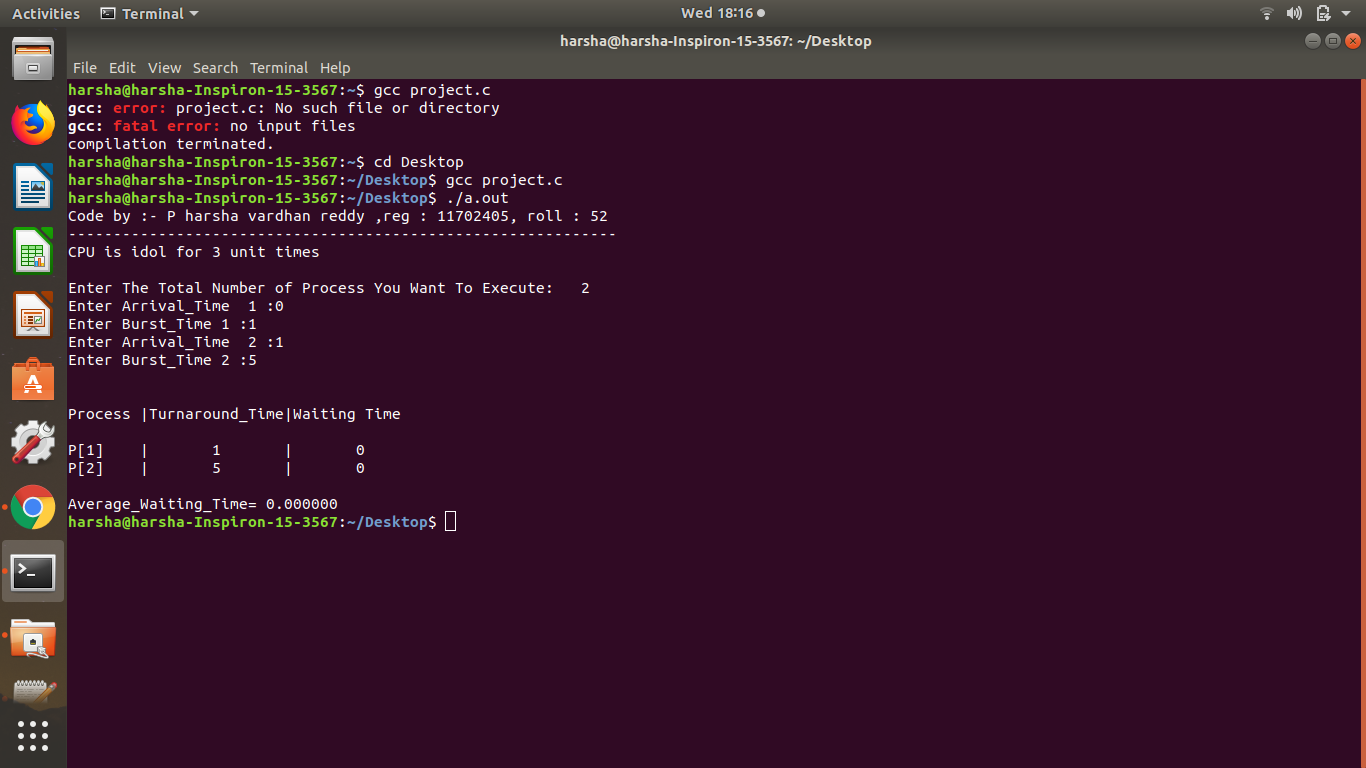 Activities Terminal Wed 18:16
harsha@harsha-Inspiron-15-3567: ~/Desktop
File Edit View Search Terminal Help
harsha@harsha-Inspiron-15-3567:~$ gcc project.c
gcc: error: project.c: No such file or directory
gcc: fatal error: no input files
compilation terminated.
harsha@harsha-Inspiron-15-3567:~$ cd Desktop
harsha@harsha-Inspiron-15-3567:~/Desktop$ gcc project.c
harsha@harsha-Inspiron-15-3567:~/Desktop$ ./a.out
Code by :- P harsha vardhan reddy ,reg : 11702405, roll : 52
-------------------------------------------------------------
CPU is idol for 3 unit times
Enter The Total Number of Process You Want To Execute:   2
Enter Arrival_Time  1 :0
Enter Burst_Time 1 :1
Enter Arrival_Time  2 :1
Enter Burst_Time 2 :5
Process |Turnaround_Time|Waiting Time
P[1]    |       1       |       0
P[2]    |       5       |       0
Average_Waiting_Time= 0.000000
harsha@harsha-Inspiron-15-3567:~/Desktop$